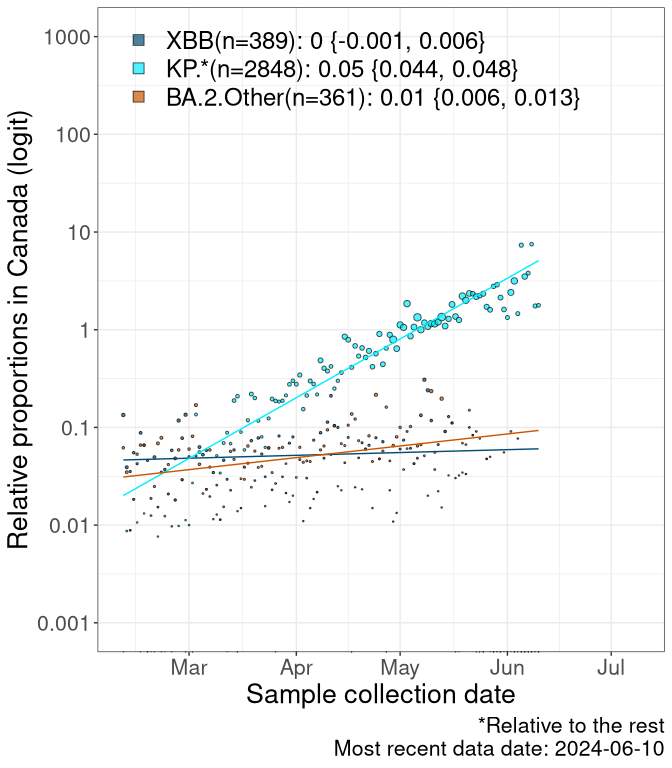 XBB(n=389): 0 {-0.001, 0.006}
KP.*(n=2848): 0.05 {0.044, 0.048}
BA.2.Other(n=361): 0.01 {0.006, 0.013}
Relative proportions in Canada (logit)
1000
100
10
1
0.1
0.01
0.001
Mar Apr May Jun Jul
Sample collection date
*Relative to the rest
Most recent data date: 2024-06-10